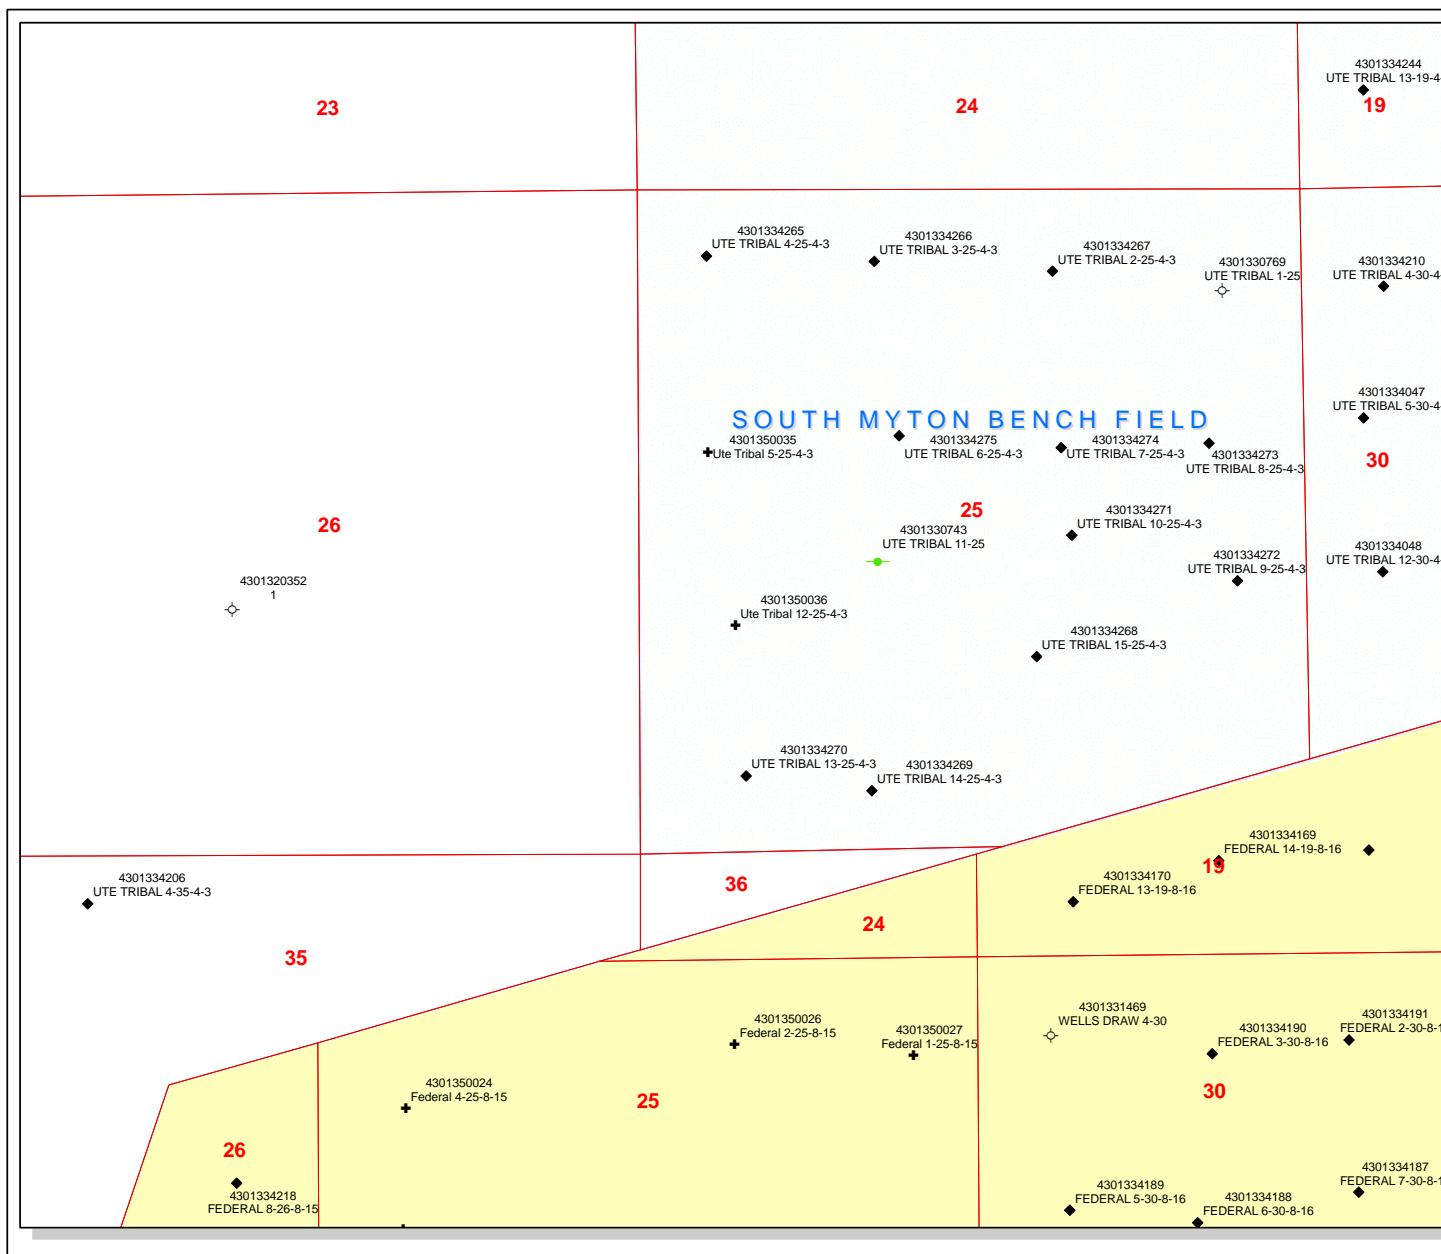 4301334244
UTE TRIBAL 13-19-4-
23
24
19
4301334265
UTE TRIBAL 4-25-4-3
4301334266
UTE TRIBAL 3-25-4-3
4301334267
UTE TRIBAL 2-25-4-3
4301330769
UTE TRIBAL 1-25
4301334210
UTE TRIBAL 4-30-4-
4301334047
UTE TRIBAL 5-30-4-
SOUTH MYTON BENCH FIELD
4301350035
Ute Tribal 5-25-4-3
4301334275
UTE TRIBAL 6-25-4-3
4301334274
UTE TRIBAL 7-25-4-3
4301334273
UTE TRIBAL 8-25-4-3
30
26
25
4301334271
UTE TRIBAL 10-25-4-3
4301330743
UTE TRIBAL 11-25
4301334272
UTE TRIBAL 9-25-4-3
4301334048
UTE TRIBAL 12-30-4-
4301320352
1
4301350036
Ute Tribal 12-25-4-3
4301334268
UTE TRIBAL 15-25-4-3
4301334270
UTE TRIBAL 13-25-4-3
4301334269
UTE TRIBAL 14-25-4-3
4301334169
FEDERAL 14-19-8-16
19
4301334206
UTE TRIBAL 4-35-4-3
36
4301334170
FEDERAL 13-19-8-16
24
35
4301350026
Federal 2-25-8-15
4301350027
Federal 1-25-8-15
4301331469
WELLS DRAW 4-30
4301334190
FEDERAL 3-30-8-16
4301334191
FEDERAL 2-30-8-1
4301350024
Federal 4-25-8-15
25
30
26
4301334218
FEDERAL 8-26-8-15
4301334189
FEDERAL 5-30-8-16
4301334188
FEDERAL 6-30-8-16
4301334187
FEDERAL 7-30-8-1